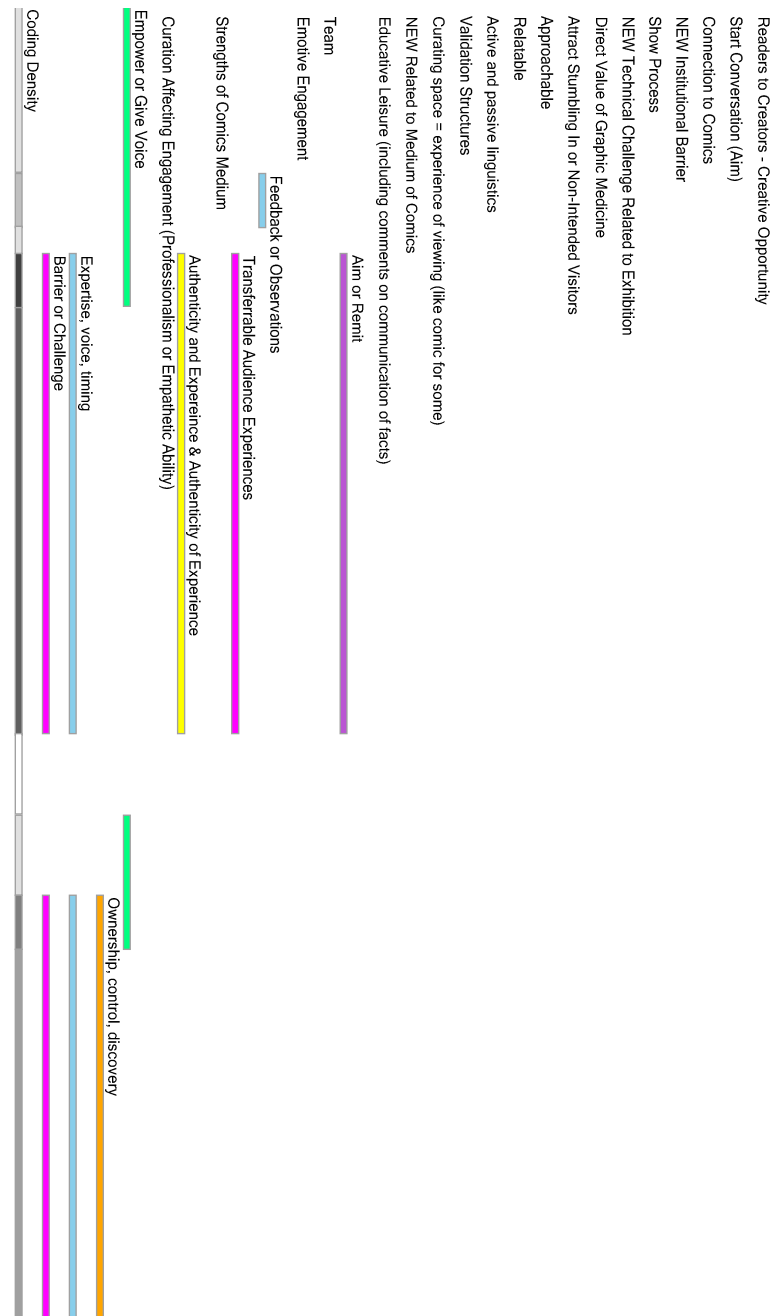 Readers to Creators - Creative Opportunity
Start Conversation (Aim)
Connection to Comics
NEW Institutional Barrier
Show Process
NEW Technical Challenge Related to Exhibition
Direct Value of Graphic Medicine
Attract Stumbling In or Non-Intended Visitors
Approachable
Relatable
Active and passive linguistics
Validation Structures
Curating space = experience of viewing (like comic for some)
NEW Related to Medium of Comics
Educative Leisure (including comments on communication of facts)
Aim or Remit
Team
Emotive Engagement
Feedback or Observations
Transferrable Audience Experiences
Strengths of Comics Medium
Authenticity and Expereince & Authenticity of Experience
Curation Affecting Engagement (Professionalism or Empathetic Ability)
Empower or Give Voice
Ownership, control, discovery
Expertise, voice, timing
Barrier or Challenge
Coding Density